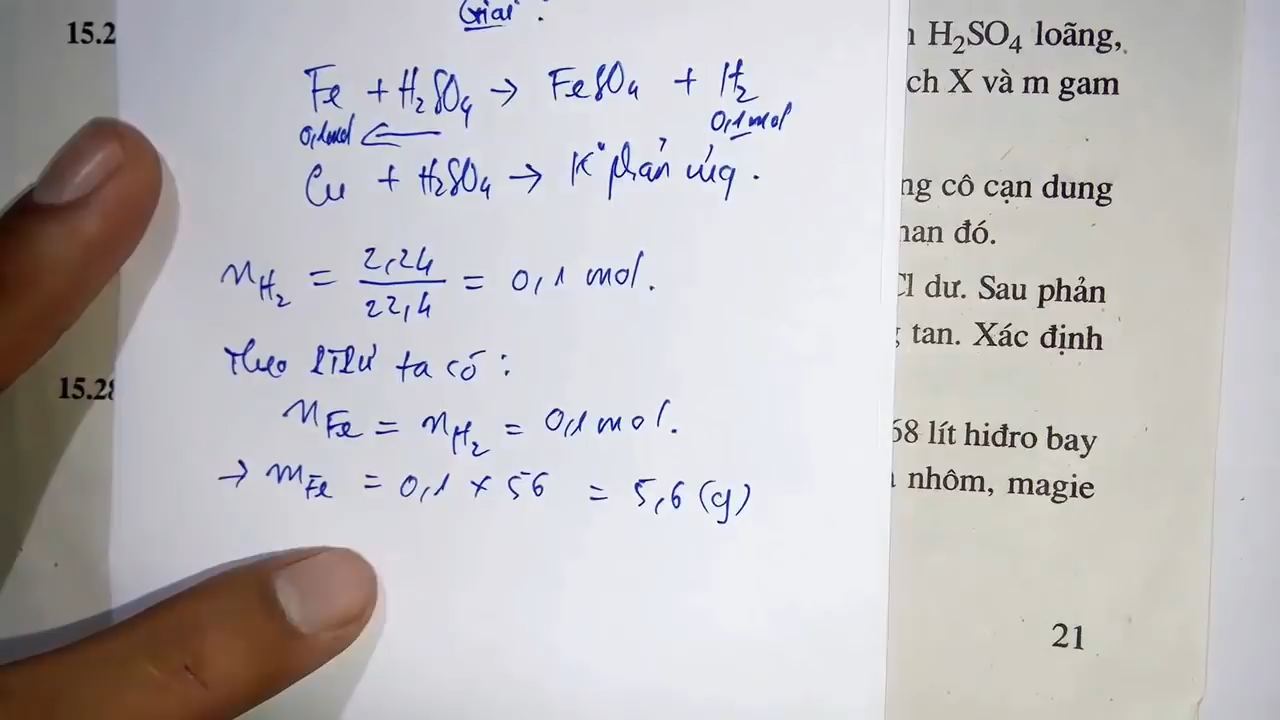 Giải :
15.2
Fe + H₂SO₄ → FeSO₄ + H₂
0,1mol ← 0,1mol
Cu + H₂SO₄ → K° phản ứng .
nH₂ = 2,24 / 22,4 = 0,1 mol.
Theo PTPƯ ta có :
nFe = nH₂ = 0,1 mol.
→ mFe = 0,1 x 56 = 5,6 (g)
15.28
H₂SO₄ loãng,
ch X và m gam
ng cô cạn dung
nan đó.
Cl dư. Sau phản
tan. Xác định
68 lít hiđro bay
nhôm, magie
21